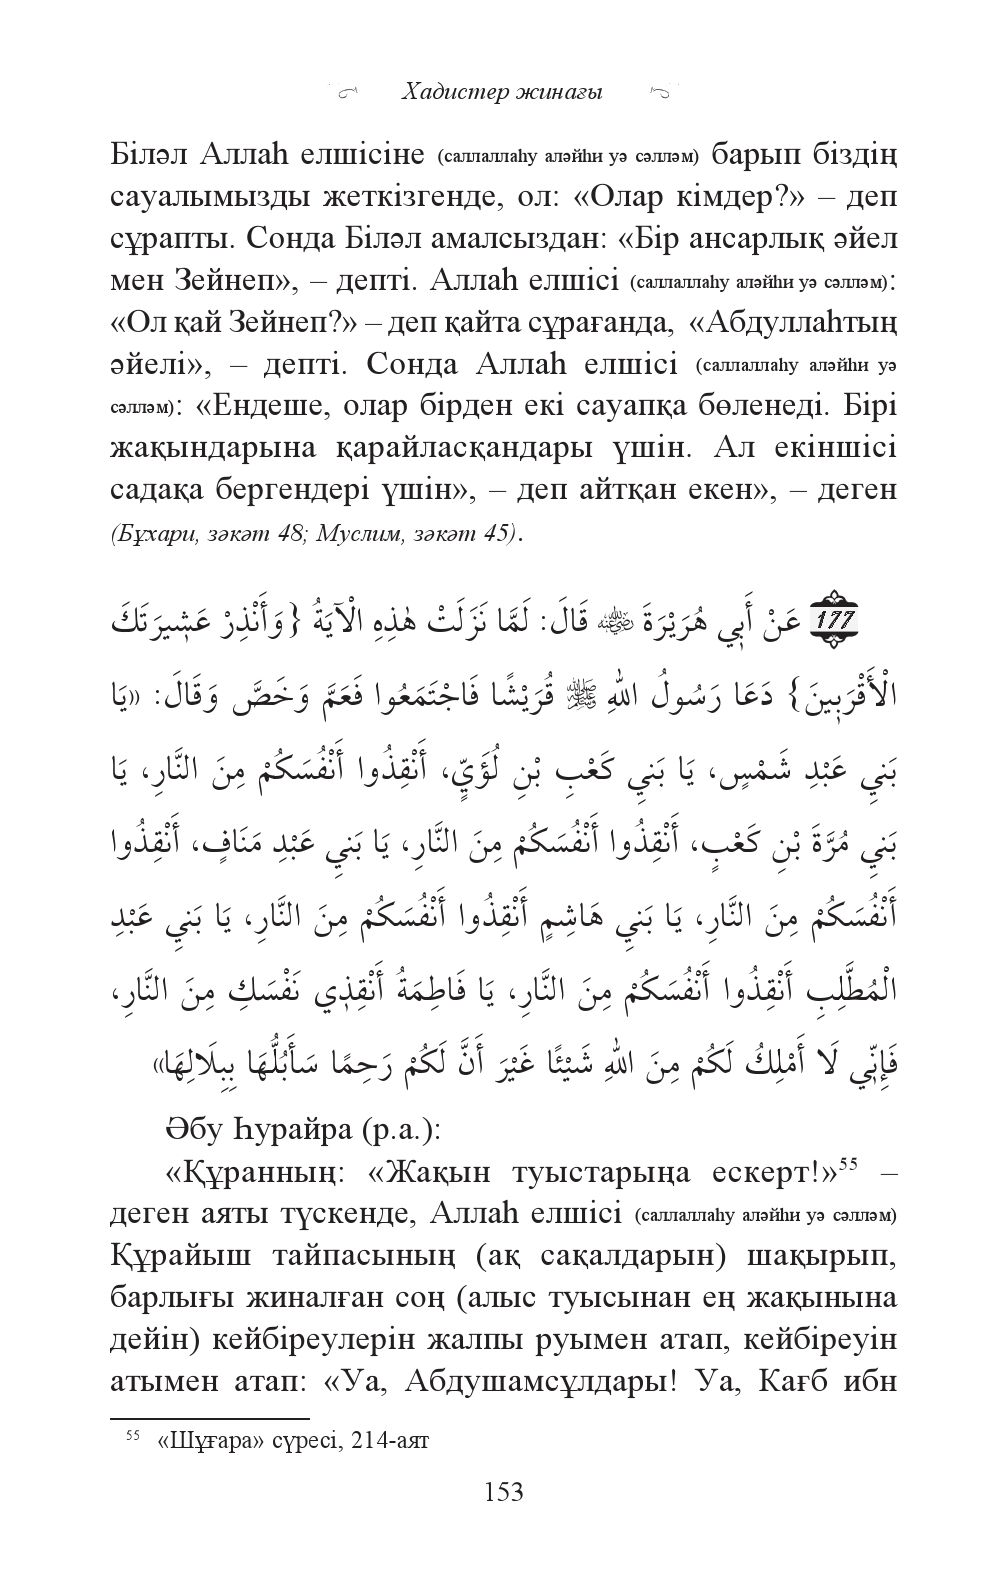 Хадистер жинағы
Біләл Аллаһ елшісіне (саллаллаһу аләйһи уә сәлләм) барып біздің
сауалымызды жеткізгенде, ол: «Олар кімдер?» – деп
сұрапты. Сонда Біләл амалсыздан: «Бір ансарлық әйел
мен Зейнеп», – депті. Аллаһ елшісі (саллаллаһу аләйһи уә сәлләм):
«Ол қай Зейнеп?» – деп қайта сұрағанда, «Абдуллаһтың
әйелі», – депті. Сонда Аллаһ елшісі (саллаллаһу аләйһи уә
сәлләм): «Ендеше, олар бірден екі сауапқа бөленеді. Бірі
жақындарына қарайласқандары үшін. Ал екіншісі
садақа бергендері үшін», – деп айтқан екен», – деген
(Бұхари, зәкәт 48; Муслим, зәкәт 45).
177 عَنْ أَبِي هُرَيْرَةَ ﷛ قَالَ: لَمَّا نَزَلَتْ هٰذِهِ الْآيَةُ {وَأَنْذِرْ عَشِيرَتَكَ
الْأَقْرَبِينَ} دَعَا رَسُولُ اللهِ ﷺ قُرَيْشًا فَاجْتَمَعُوا فَعَمَّ وَخَصَّ وَقَالَ: «يَا
بَنِي عَبْدِ شَمْسٍ، يَا بَنِي كَعْبِ بْنِ لُؤَيٍّ، أَنْقِذُوا أَنْفُسَكُمْ مِنَ النَّارِ، يَا
بَنِي مُرَّةَ بْنِ كَعْبٍ، أَنْقِذُوا أَنْفُسَكُمْ مِنَ النَّارِ، يَا بَنِي عَبْدِ مَنَافٍ، أَنْقِذُوا
أَنْفُسَكُمْ مِنَ النَّارِ، يَا بَنِي هَاشِمٍ أَنْقِذُوا أَنْفُسَكُمْ مِنَ النَّارِ، يَا بَنِي عَبْدِ
الْمُطَّلِبِ أَنْقِذُوا أَنْفُسَكُمْ مِنَ النَّارِ، يَا فَاطِمَةُ أَنْقِذِي نَفْسَكِ مِنَ النَّارِ،
فَإِنِّي لَا أَمْلِكُ لَكُمْ مِنَ اللهِ شَيْئًا غَيْرَ أَنَّ لَكُمْ رَحِمًا سَأَبُلُّهَا بِبِلَالِهَا»
Әбу Һурайра (р.а.):
«Құранның: «Жақын туыстарыңа ескерт!»⁵⁵ –
деген аяты түскенде, Аллаһ елшісі (саллаллаһу аләйһи уә сәлләм)
Құрайыш тайпасының (ақ сақалдарын) шақырып,
барлығы жиналған соң (алыс туысынан ең жақынына
дейін) кейбіреулерін жалпы руымен атап, кейбіреуін
атымен атап: «Уа, Абдушамсұлдары! Уа, Кағб ибн
⁵⁵ «Шұғара» сүресі, 214-аят
153